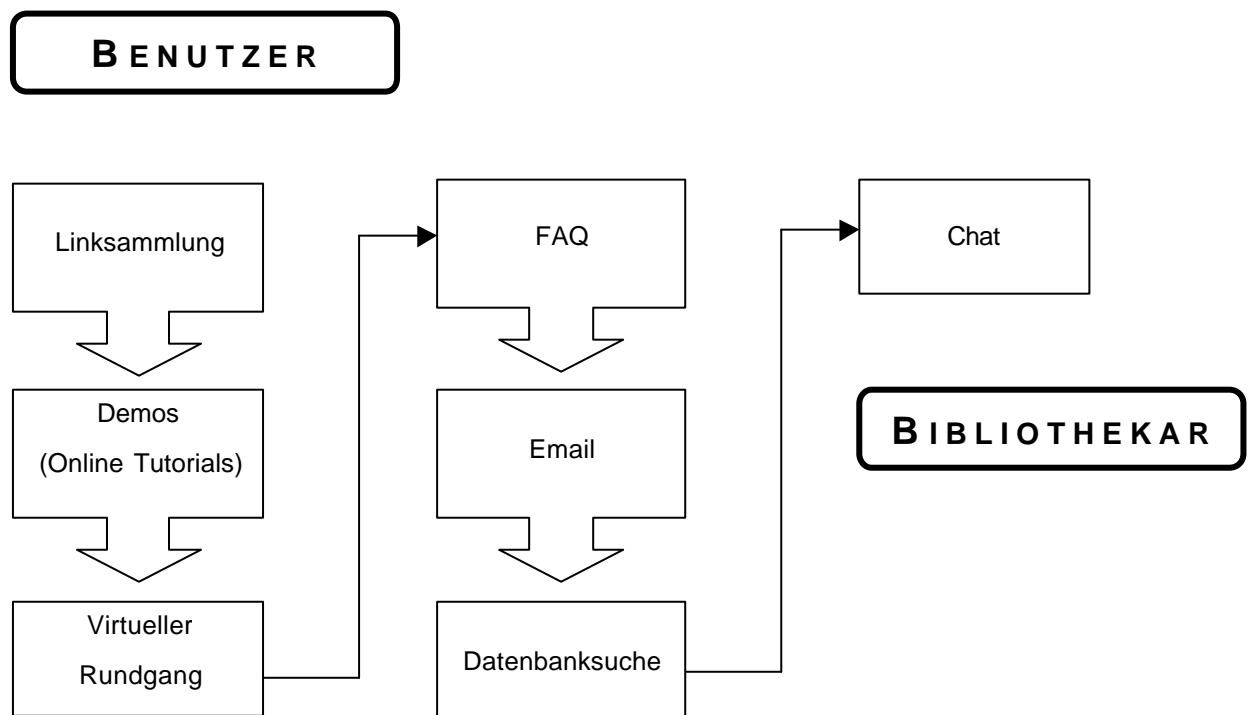 BENUTZER
Linksammlung
Demos
(Online Tutorials)
Virtueller
Rundgang
FAQ
Email
Datenbanksuche
Chat
BIBLIOTHEKAR